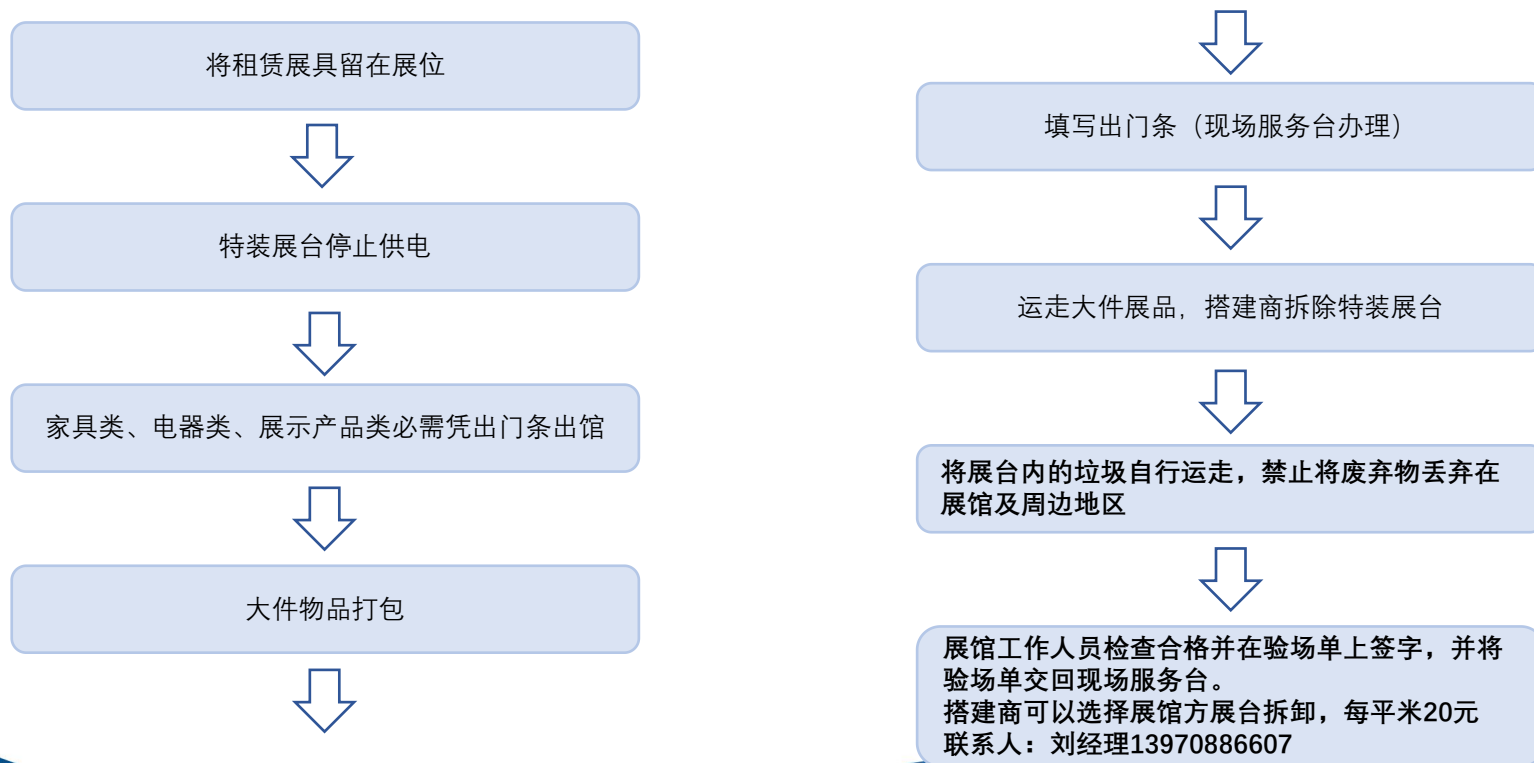 将租赁展具留在展位
特装展台停止供电
家具类、电器类、展示产品类必需凭出门条出馆
大件物品打包
填写出门条（现场服务台办理）
运走大件展品，搭建商拆除特装展台
将展台内的垃圾自行运走，禁止将废弃物丢弃在
展馆及周边地区
展馆工作人员检查合格并在验场单上签字，并将
验场单交回现场服务台。
搭建商可以选择展馆方展台拆卸，每平米20元
联系人：刘经理13970886607